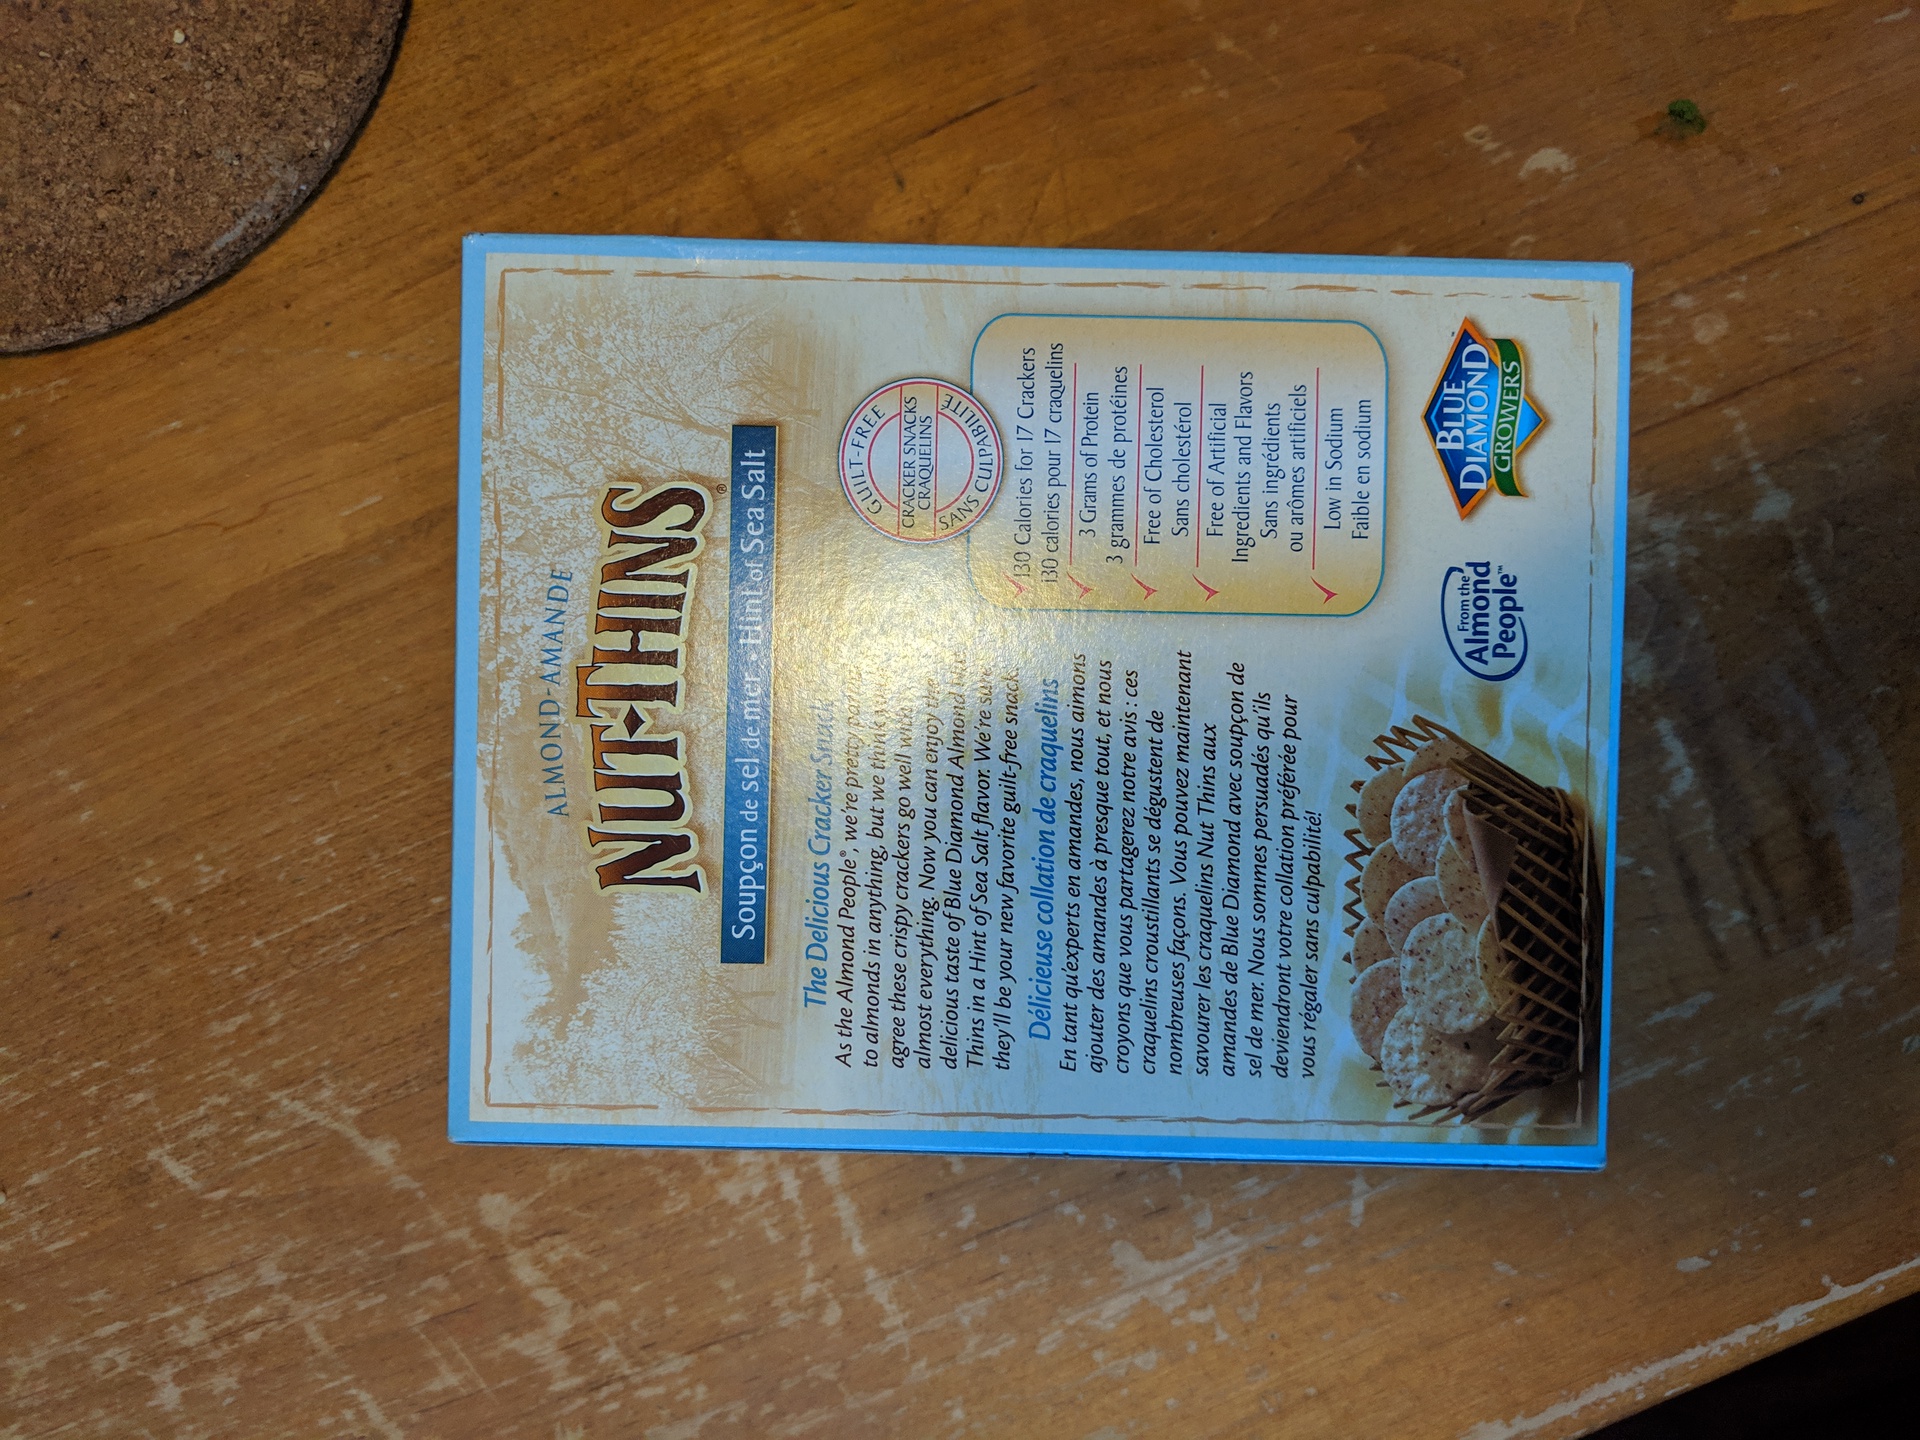 ALMOND-AMANDE
NUT-THINS®
Soupçon de sel de mer • Hint of Sea Salt
The Delicious Cracker Snack
As the Almond People®, we're pretty partial
to almonds in anything, but we think you'll
agree these crispy crackers go well with
almost everything. Now you can enjoy the
delicious taste of Blue Diamond Almond Nut
Thins in a Hint of Sea Salt flavor. We're sure
they'll be your new favorite guilt-free snack.
Délicieuse collation de craquelins
En tant qu'experts en amandes, nous aimons
ajouter des amandes à presque tout, et nous
croyons que vous partagerez notre avis : ces
craquelins croustillants se dégustent de
nombreuses façons. Vous pouvez maintenant
savourer les craquelins Nut Thins aux
amandes de Blue Diamond avec soupçon de
sel de mer. Nous sommes persuadés qu'ils
deviendront votre collation préférée pour
vous régaler sans culpabilité!
GUILT-FREE
CRACKER SNACKS
CRAQUELINS
SANS CULPABILITÉ
130 Calories for 17 Crackers
130 calories pour 17 craquelins
3 Grams of Protein
3 grammes de protéines
Free of Cholesterol
Sans cholestérol
Free of Artificial
Ingredients and Flavors
Sans ingrédients
ou arômes artificiels
Low in Sodium
Faible en sodium
From the
Almond
People™
BLUE
DIAMOND®
GROWERS